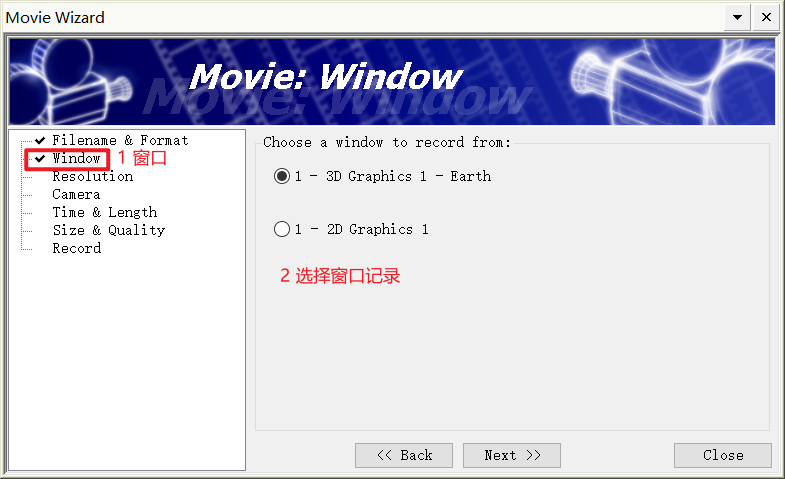 Movie Wizard
Movie: Window
Filename & Format
Window
1 窗口
Resolution
Camera
Time & Length
Size & Quality
Record
Choose a window to record from:
1 - 3D Graphics 1 - Earth
1 - 2D Graphics 1
2 选择窗口记录
<< Back
Next >>
Close